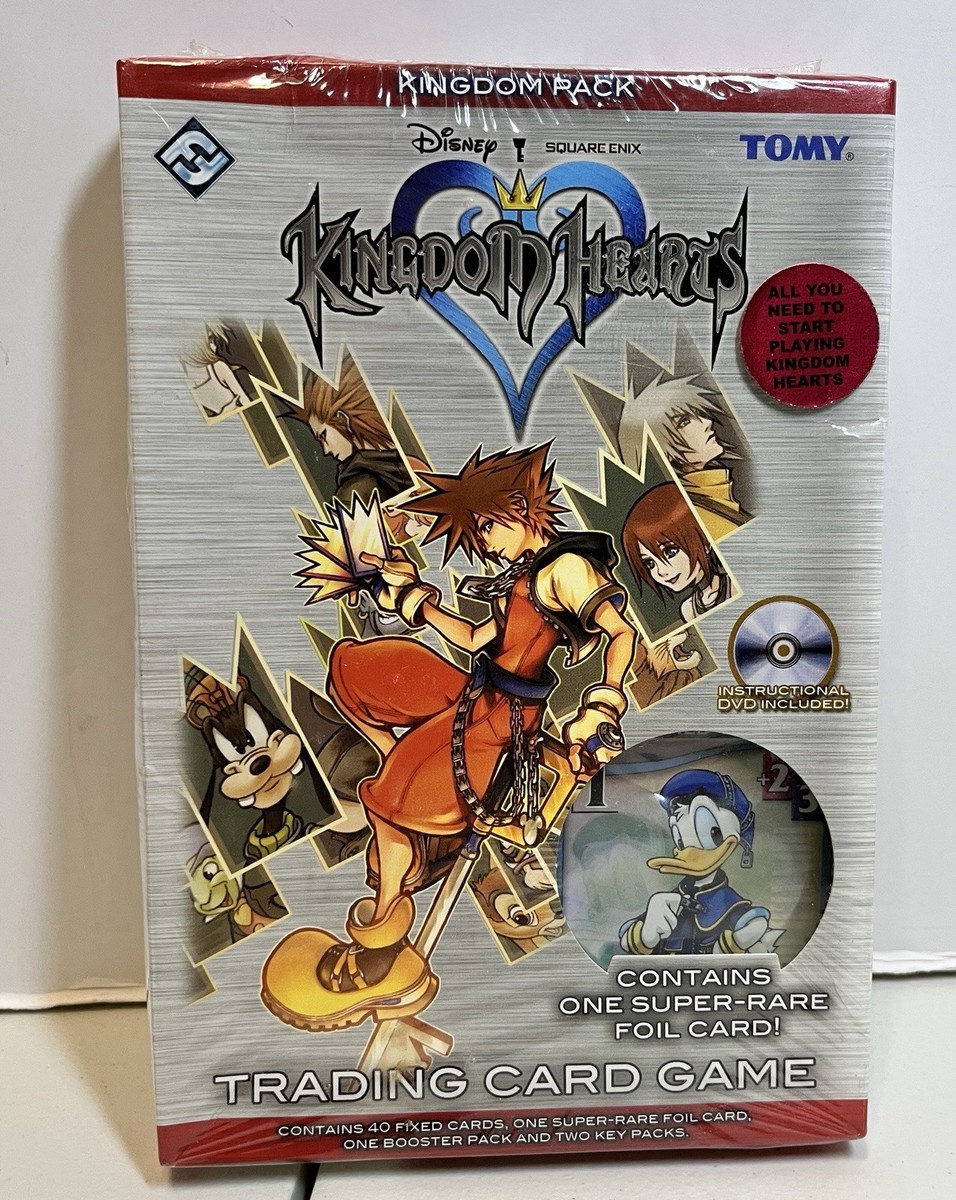 KINGDOM PACK
Disney SQUARE ENIX
TOMY®
KINGDOM HEARTS
ALL YOU
NEED TO
START
PLAYING
KINGDOM
HEARTS
INSTRUCTIONAL
DVD INCLUDED!
1
+2
3
CONTAINS
ONE SUPER-RARE
FOIL CARD!
TRADING CARD GAME
CONTAINS 40 FIXED CARDS, ONE SUPER-RARE FOIL CARD,
ONE BOOSTER PACK AND TWO KEY PACKS.